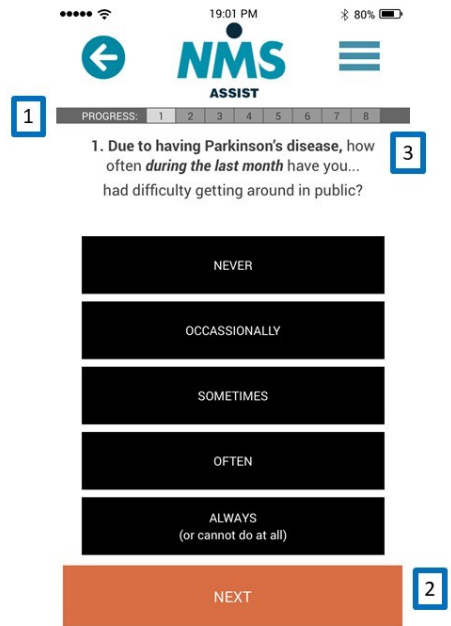 19:01 PM
80%
NMS
ASSIST
1
PROGRESS: 1 2 3 4 5 6 7 8
1. Due to having Parkinson's disease, how
3
often during the last month have you...
had difficulty getting around in public?
NEVER
OCCASSIONALLY
SOMETIMES
OFTEN
ALWAYS
(or cannot do at all)
NEXT
2